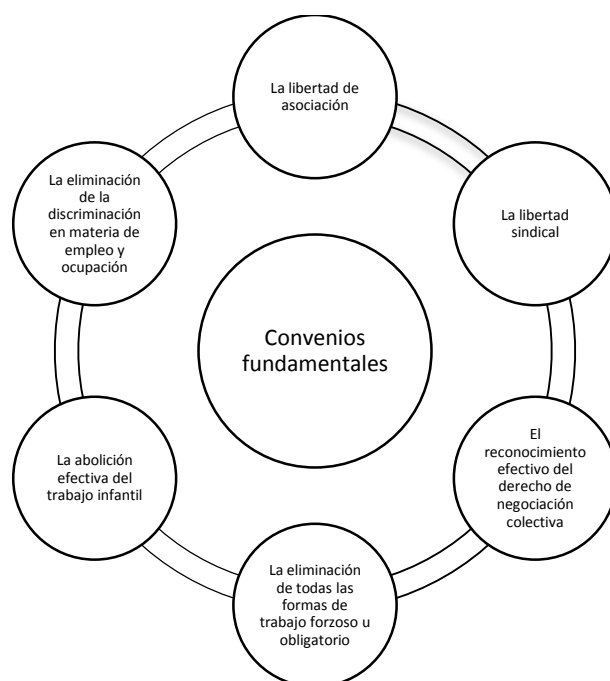 La libertad de
asociación
La libertad
sindical
El
reconocimiento
efectivo del
derecho de
negociación
colectiva
La eliminación
de todas las
formas de
trabajo forzoso u
obligatorio
La abolición
efectiva del
trabajo infantil
La eliminación
de la
discriminación
en materia de
empleo y
ocupación
Convenios
fundamentales